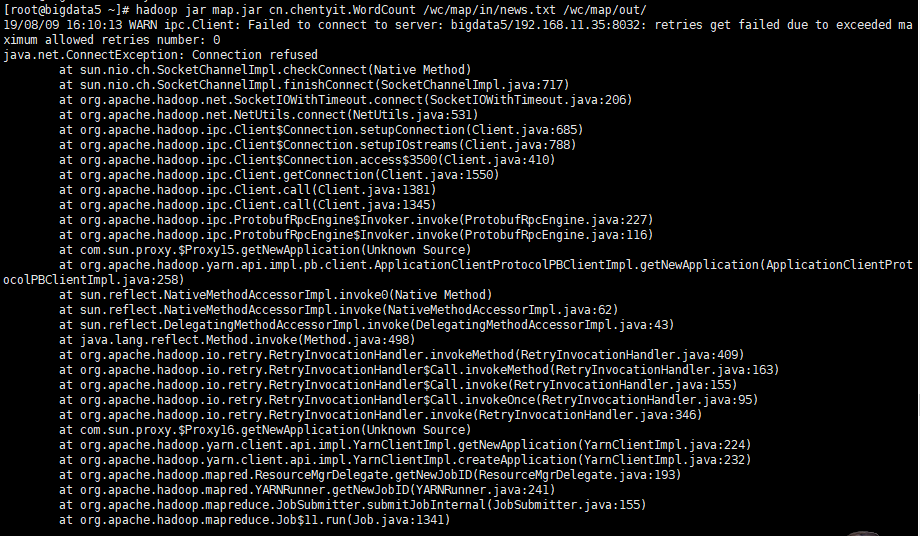 [root@bigdata5 ~]# hadoop jar map.jar cn.chentyit.WordCount /wc/map/in/news.txt /wc/map/out/
19/08/09 16:10:13 WARN ipc.Client: Failed to connect to server: bigdata5/192.168.11.35:8032: retries get failed due to exceeded ma
ximum allowed retries number: 0
java.net.ConnectException: Connection refused
at sun.nio.ch.SocketChannelImpl.checkConnect(Native Method)
at sun.nio.ch.SocketChannelImpl.finishConnect(SocketChannelImpl.java:717)
at org.apache.hadoop.net.SocketIOWithTimeout.connect(SocketIOWithTimeout.java:206)
at org.apache.hadoop.net.NetUtils.connect(NetUtils.java:531)
at org.apache.hadoop.ipc.Client$Connection.setupConnection(Client.java:685)
at org.apache.hadoop.ipc.Client$Connection.setupIOstreams(Client.java:788)
at org.apache.hadoop.ipc.Client$Connection.access$3500(Client.java:410)
at org.apache.hadoop.ipc.Client.getConnection(Client.java:1550)
at org.apache.hadoop.ipc.Client.call(Client.java:1381)
at org.apache.hadoop.ipc.Client.call(Client.java:1345)
at org.apache.hadoop.ipc.ProtobufRpcEngine$Invoker.invoke(ProtobufRpcEngine.java:227)
at org.apache.hadoop.ipc.ProtobufRpcEngine$Invoker.invoke(ProtobufRpcEngine.java:116)
at com.sun.proxy.$Proxy15.getNewApplication(Unknown Source)
at org.apache.hadoop.yarn.api.impl.pb.client.ApplicationClientProtocolPBClientImpl.getNewApplication(ApplicationClientProt
ocolPBClientImpl.java:258)
at sun.reflect.NativeMethodAccessorImpl.invoke0(Native Method)
at sun.reflect.NativeMethodAccessorImpl.invoke(NativeMethodAccessorImpl.java:62)
at sun.reflect.DelegatingMethodAccessorImpl.invoke(DelegatingMethodAccessorImpl.java:43)
at java.lang.reflect.Method.invoke(Method.java:498)
at org.apache.hadoop.io.retry.RetryInvocationHandler.invokeMethod(RetryInvocationHandler.java:409)
at org.apache.hadoop.io.retry.RetryInvocationHandler$Call.invokeMethod(RetryInvocationHandler.java:163)
at org.apache.hadoop.io.retry.RetryInvocationHandler$Call.invoke(RetryInvocationHandler.java:155)
at org.apache.hadoop.io.retry.RetryInvocationHandler$Call.invokeOnce(RetryInvocationHandler.java:95)
at org.apache.hadoop.io.retry.RetryInvocationHandler.invoke(RetryInvocationHandler.java:346)
at com.sun.proxy.$Proxy16.getNewApplication(Unknown Source)
at org.apache.hadoop.yarn.client.api.impl.YarnClientImpl.getNewApplication(YarnClientImpl.java:224)
at org.apache.hadoop.yarn.client.api.impl.YarnClientImpl.createApplication(YarnClientImpl.java:232)
at org.apache.hadoop.mapred.ResourceMgrDelegate.getNewJobID(ResourceMgrDelegate.java:193)
at org.apache.hadoop.mapred.YARNRunner.getNewJobID(YARNRunner.java:241)
at org.apache.hadoop.mapreduce.JobSubmitter.submitJobInternal(JobSubmitter.java:155)
at org.apache.hadoop.mapreduce.Job$11.run(Job.java:1341)